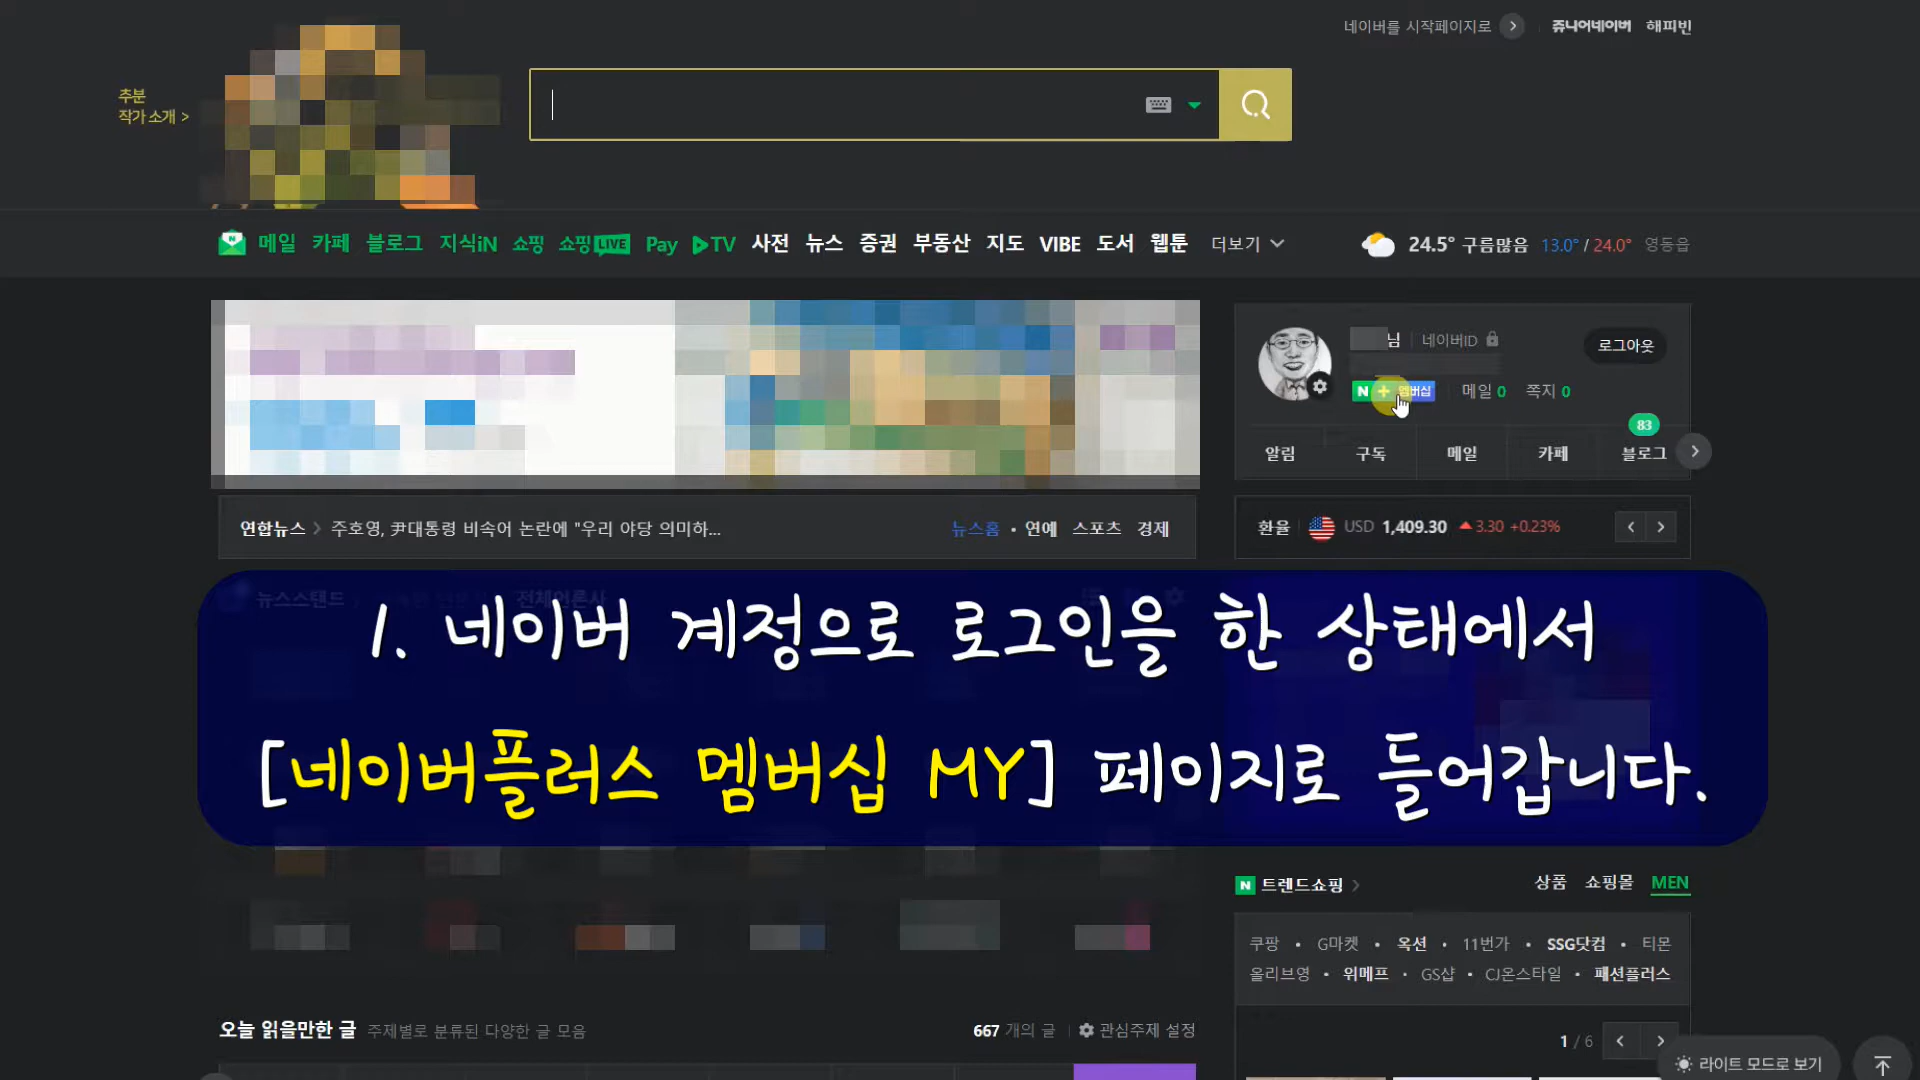 네이버를 시작페이지로
쥬니어네이버 해피빈
추분
작가 소개 >
메일 카페 블로그 지식iN 쇼핑 쇼핑LIVE Pay TV 사전 뉴스 증권 부동산 지도 VIBE 도서 웹툰 더보기
24.5° 구름많음 13.0° / 24.0° 영동읍
님 네이버ID
로그아웃
N + 멤버십 메일 0 쪽지 0
83
알림 구독 메일 카페 블로그
연합뉴스 > 주호영, 尹대통령 비속어 논란에 "우리 야당 의미하...
뉴스홈 • 연예 스포츠 경제
환율 USD 1,409.30 ▲ 3.30 +0.23%
뉴스스탠드 전체언론사
1. 네이버 계정으로 로그인을 한 상태에서
[네이버플러스 멤버십 MY] 페이지로 들어갑니다.
N 트렌드쇼핑 >
상품 쇼핑몰 MEN
쿠팡 • G마켓 • 옥션 • 11번가 • SSG닷컴 • 티몬
올리브영 • 위메프 • GS샵 • CJ온스타일 • 패션플러스
오늘 읽을만한 글 주제별로 분류된 다양한 글 모음
667 개의 글 관심주제 설정
1 / 6
라이트 모드로 보기